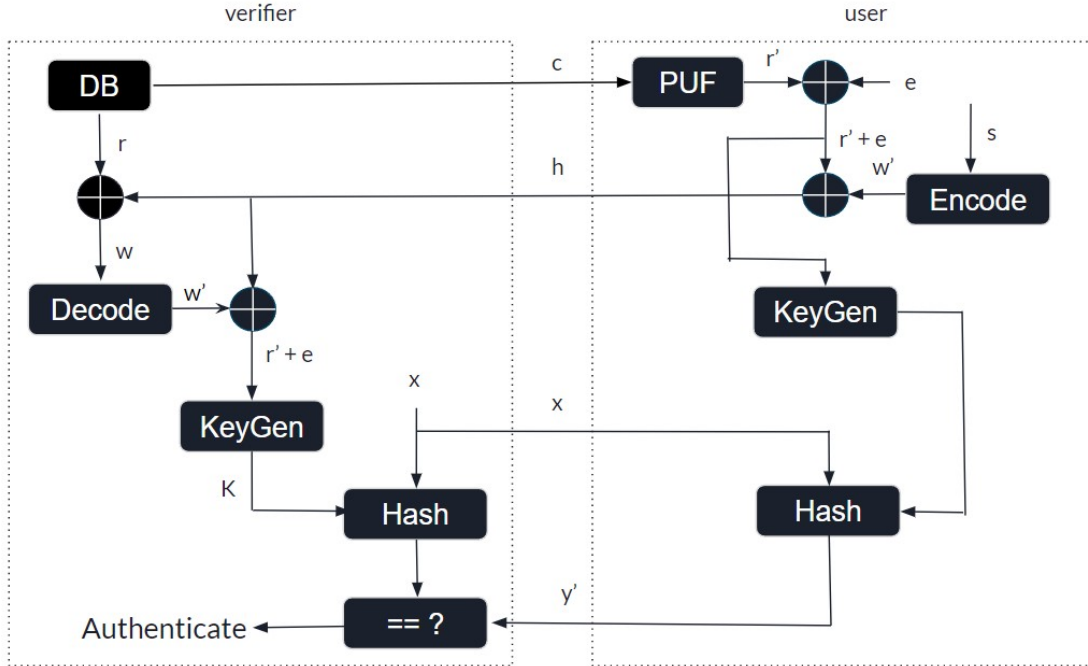 verifier
user
DB
c
PUF
r'
e
r
r' + e
s
h
w'
Encode
w
Decode
w'
KeyGen
r' + e
x
x
KeyGen
K
Hash
Hash
y'
== ?
Authenticate